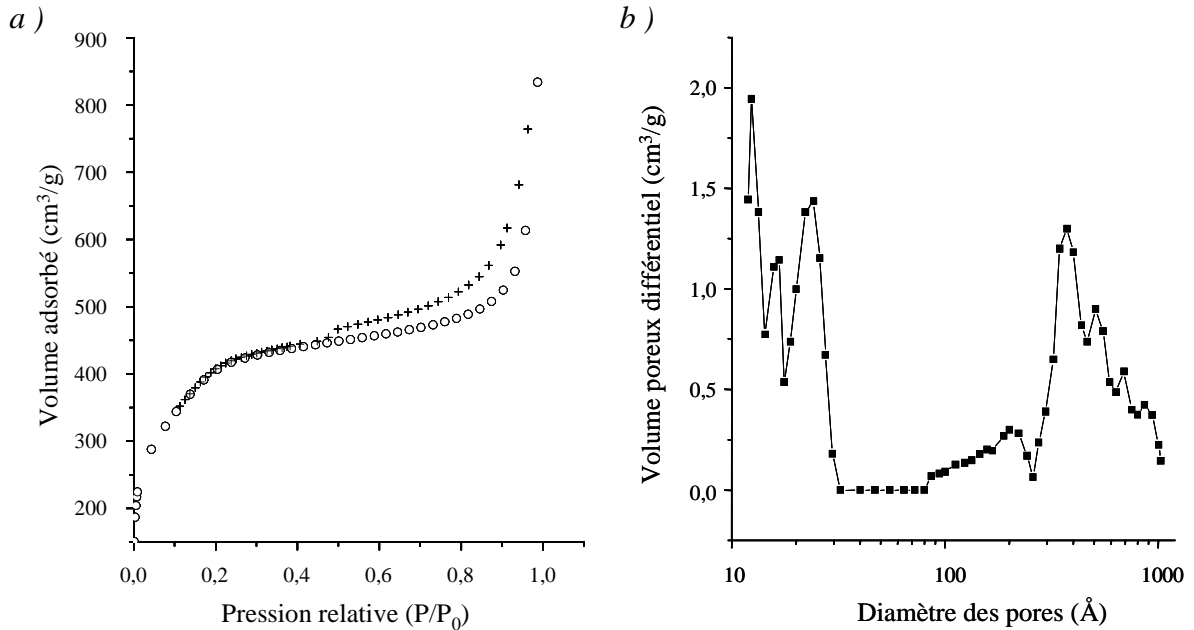 a )
900
800
700
600
500
400
300
200
Volume adsorbé (cm³/g)
0,0 0,2 0,4 0,6 0,8 1,0
Pression relative (P/P₀)
b )
2,0
1,5
1,0
0,5
0,0
Volume poreux différentiel (cm³/g)
10 100 1000
Diamètre des pores (Å)